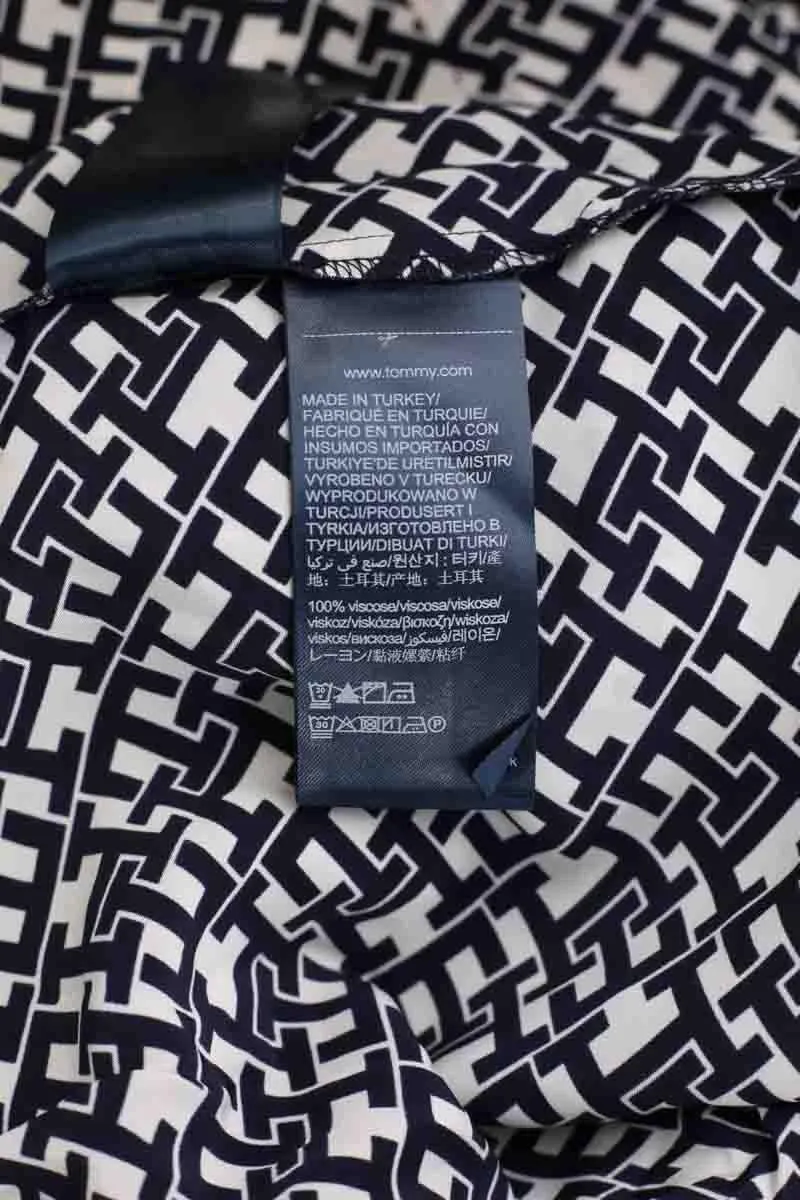 www.tommy.com
MADE IN TURKEY/
FABRIQUÉ EN TURQUIE/
HECHO EN TURQUÍA CON
INSUMOS IMPORTADOS/
TURKIYE'DE URETILMISTIR/
VYROBENO V TURECKU/
WYPRODUKOWANO W
TURCJI/PRODUSERT I
TYRKIA/ИЗГОТОВЛЕНО В
ТУРЦИИ/DIBUAT DI TURKI/
صنع في تركيا/원산지 : 터키/產
地：土耳其/产地：土耳其
100% viscose/viscosa/viskose/
viskoz/viskóza/βισκοζη/wiskoza/
viskos/вискоза/فيسكوز/레이온/
レーヨン/黏液嫘縈/粘纤
30
30
P
K